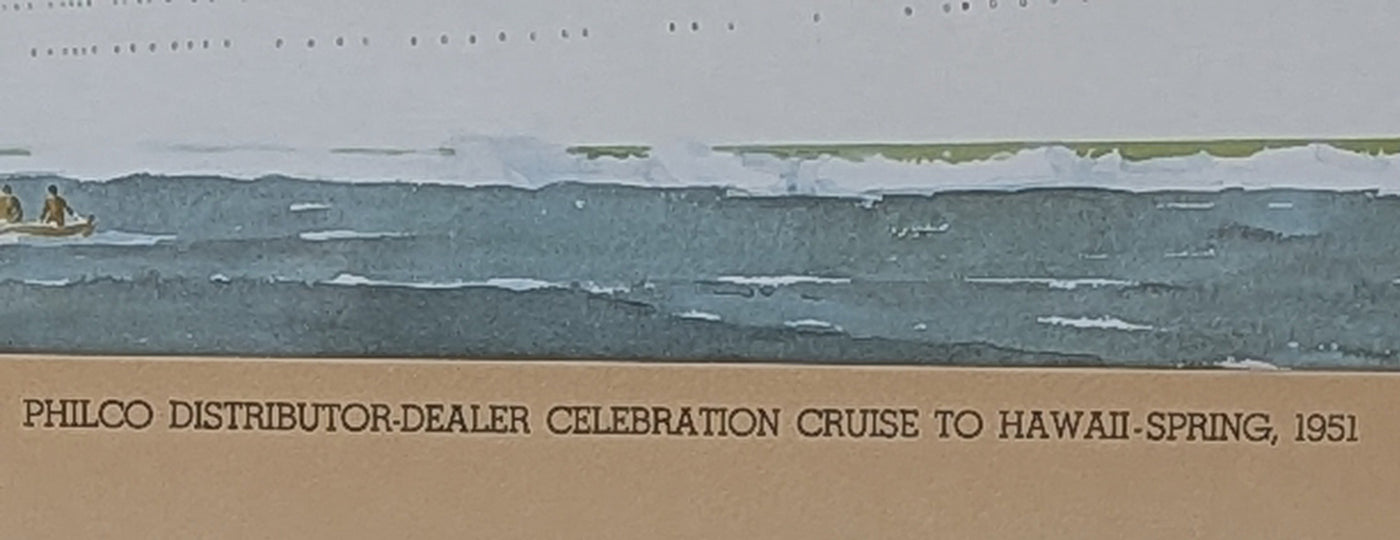 PHILCO DISTRIBUTOR-DEALER CELEBRATION CRUISE TO HAWAII-SPRING, 1951